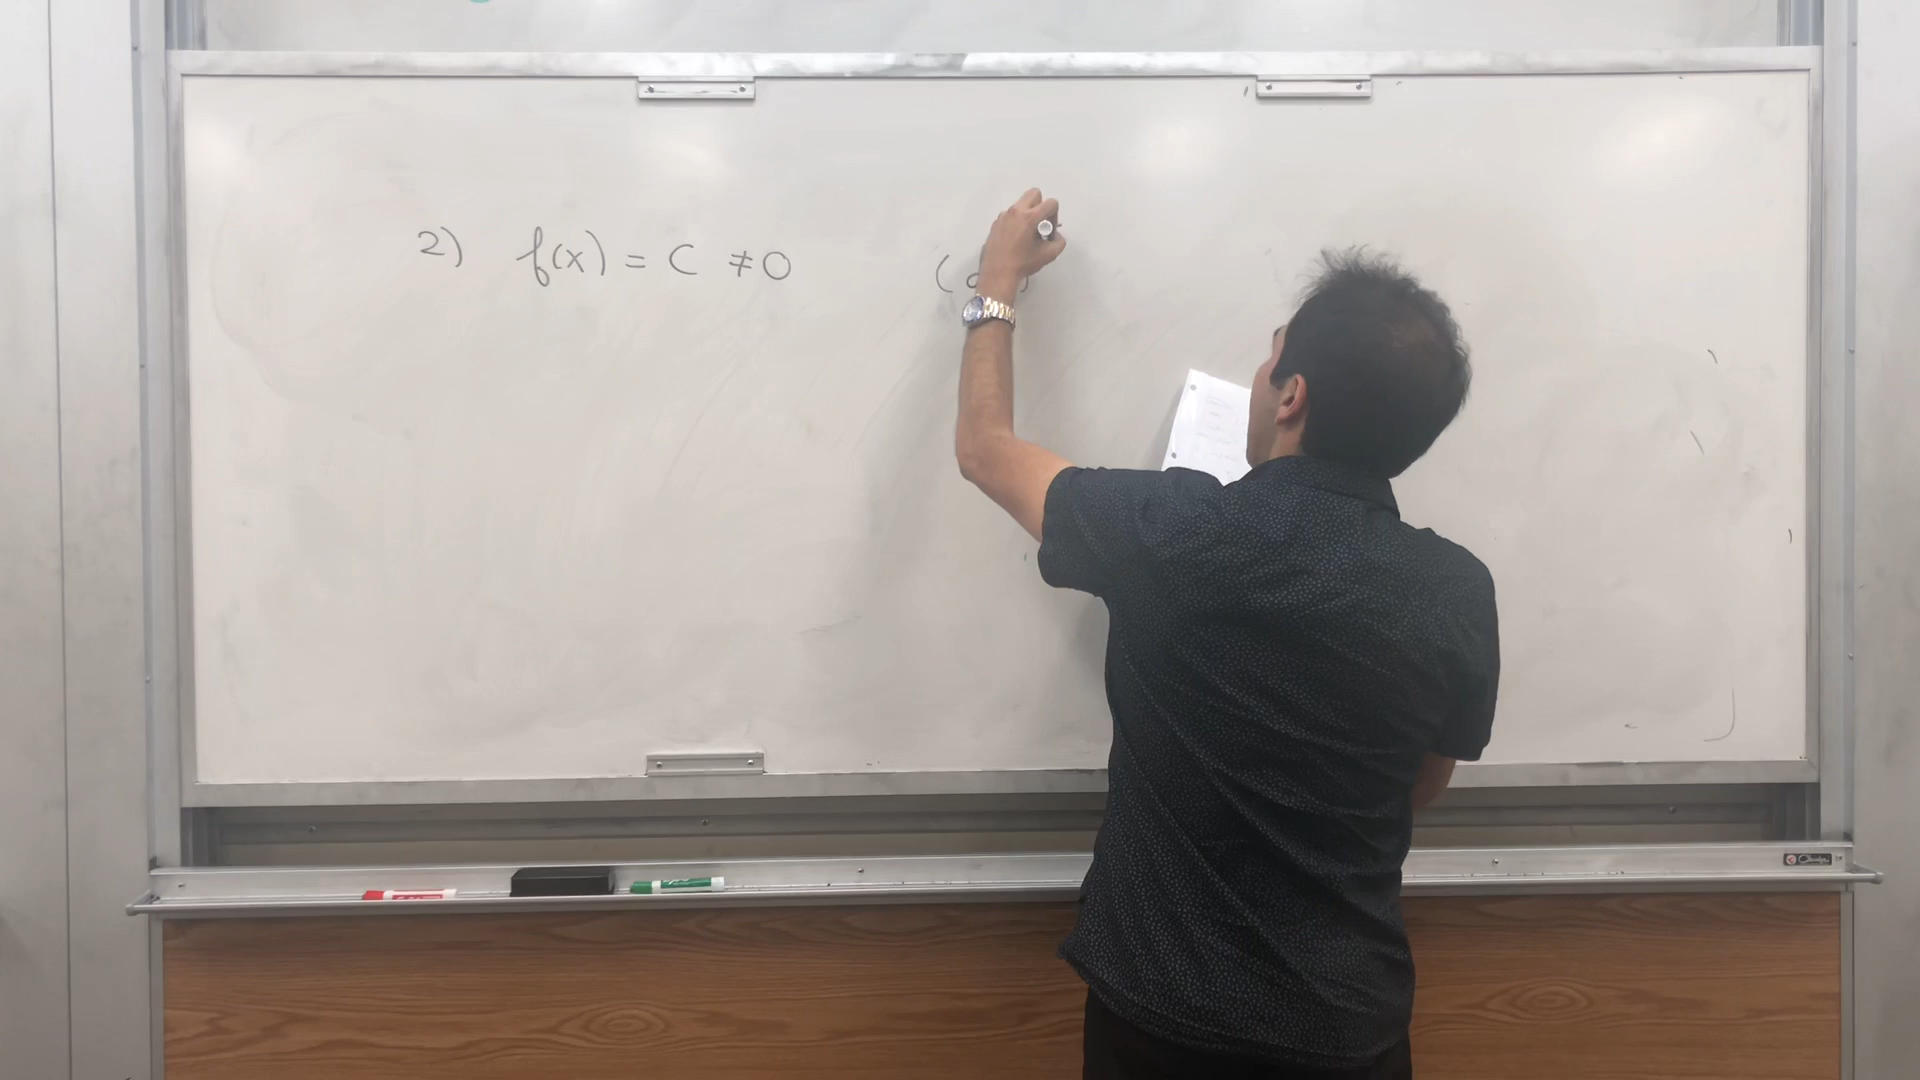 2) f(x) = C ≠ 0 (